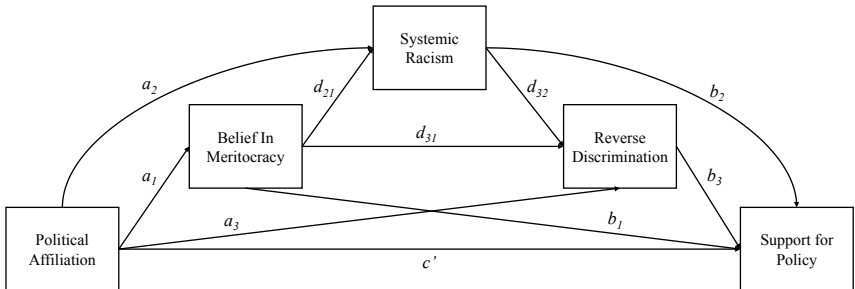 Systemic
Racism
a2
d21
d32
b2
Belief In
Meritocracy
d31
Reverse
Discrimination
a1
b3
a3
b1
Political
Affiliation
c’
Support for
Policy